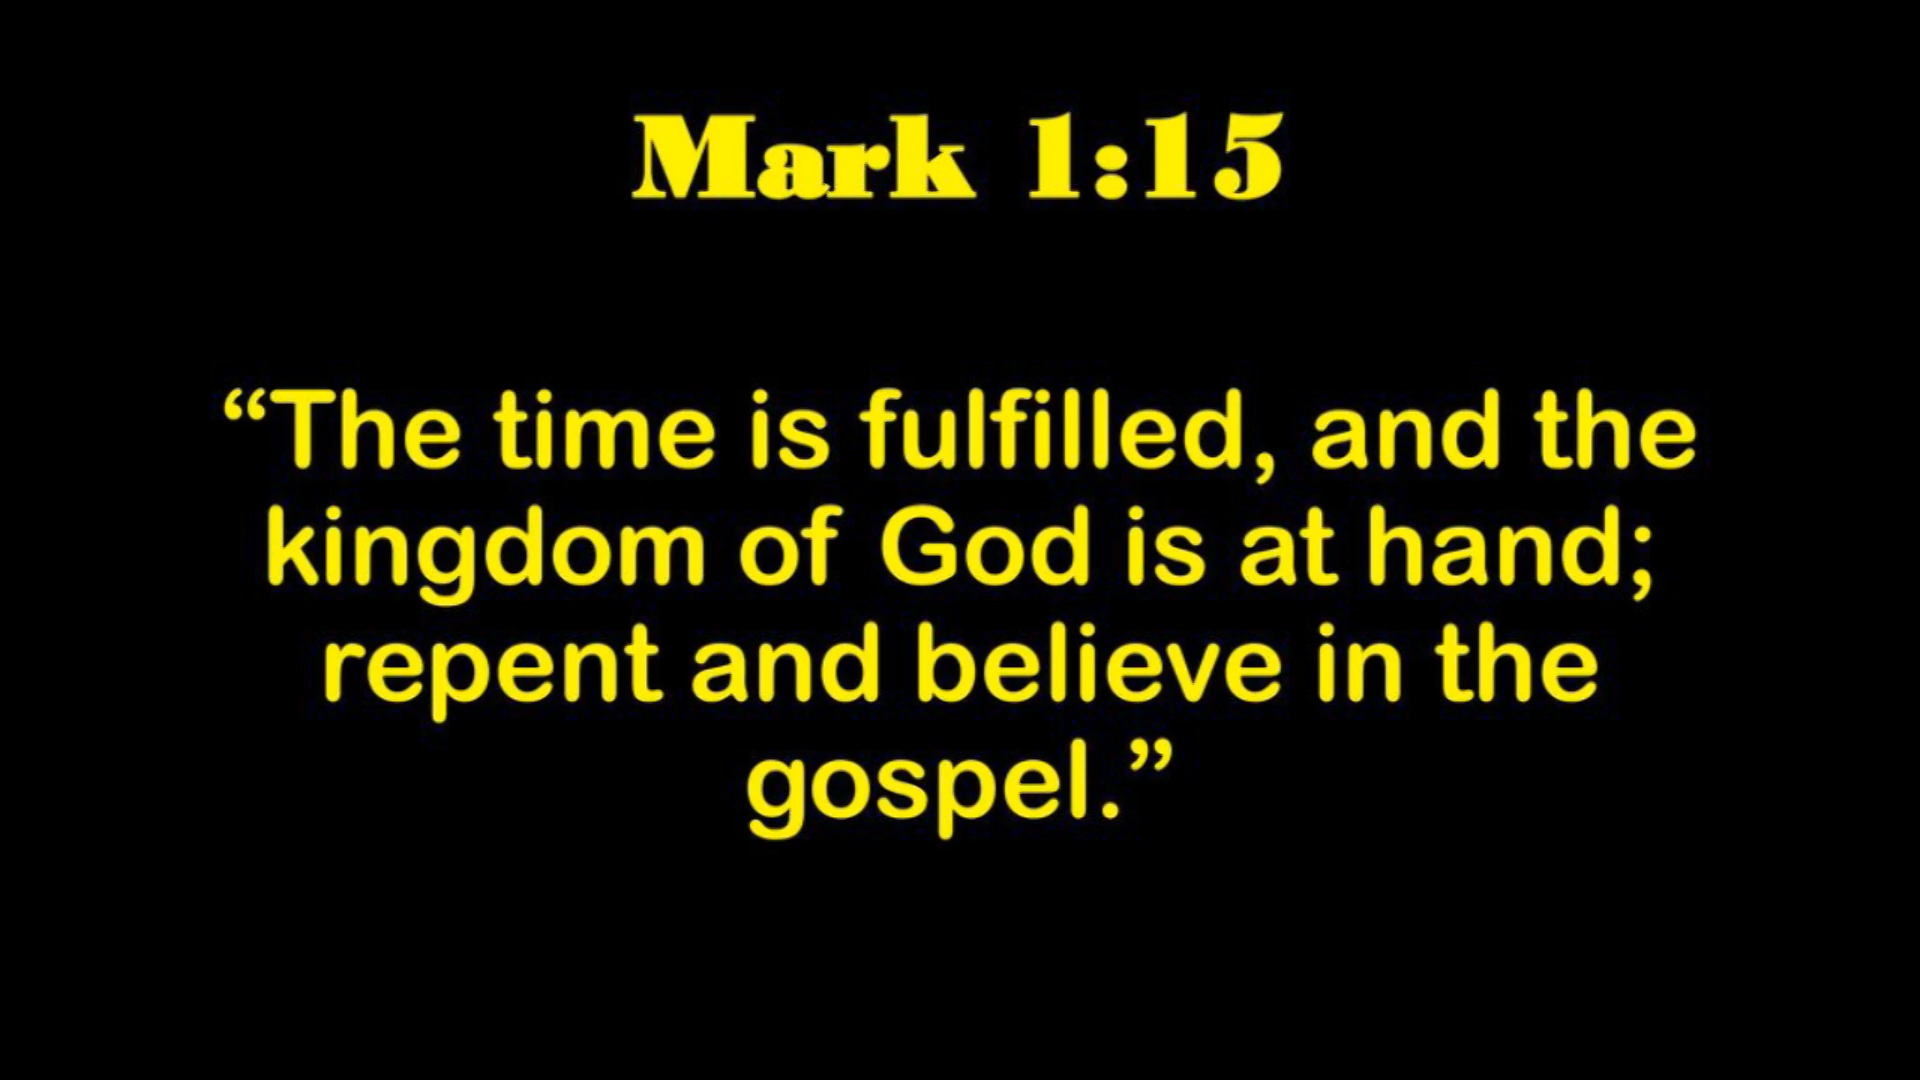 Mark 1:15
“The time is fulfilled, and the
kingdom of God is at hand;
repent and believe in the
gospel.”